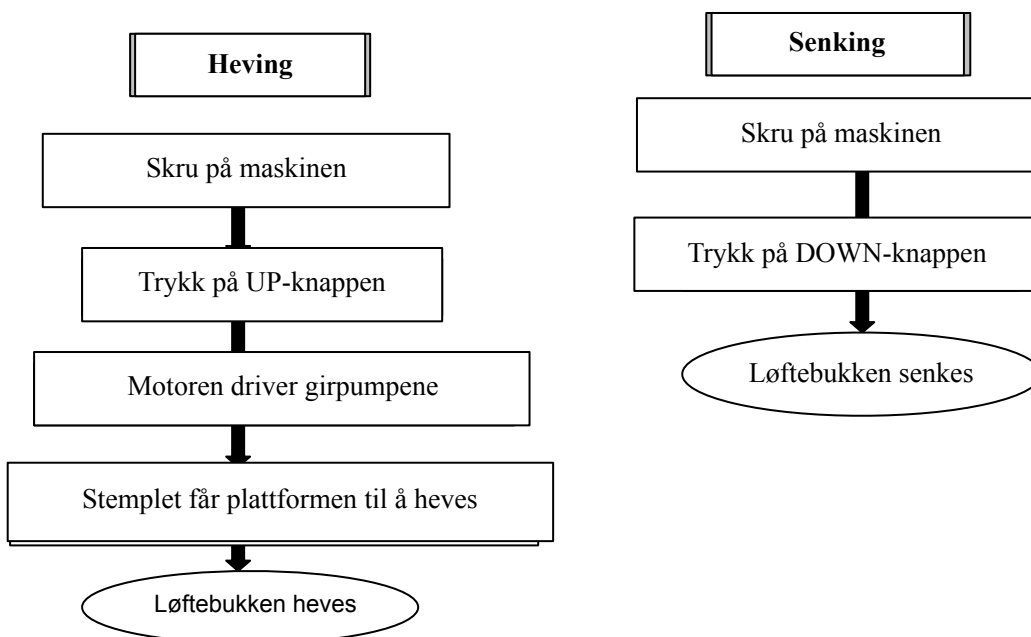 Heving
Skru på maskinen
Trykk på UP-knappen
Motoren driver girpumpene
Stemplet får plattformen til å heves
Løftebukken heves
Senking
Skru på maskinen
Trykk på DOWN-knappen
Løftebukken senkes